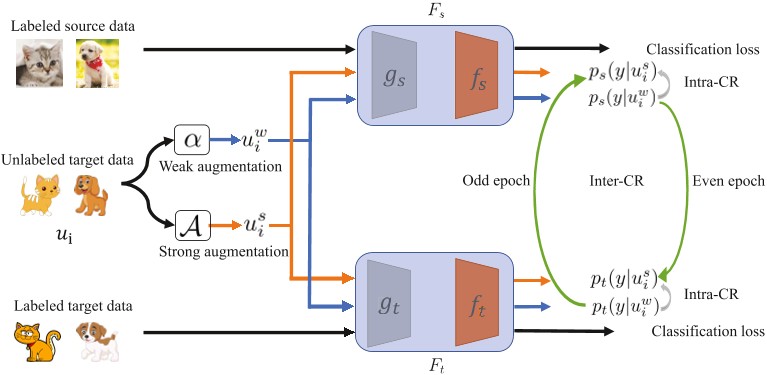 Labeled source data
F_s
g_s
f_s
Classification loss
p_s(y|u_i^s)
Intra-CR
p_s(y|u_i^w)
α
u_i^w
Weak augmentation
Unlabeled target data
u_i
𝒜
u_i^s
Strong augmentation
Odd epoch
Inter-CR
Even epoch
Labeled target data
g_t
f_t
p_t(y|u_i^s)
Intra-CR
p_t(y|u_i^w)
Classification loss
F_t